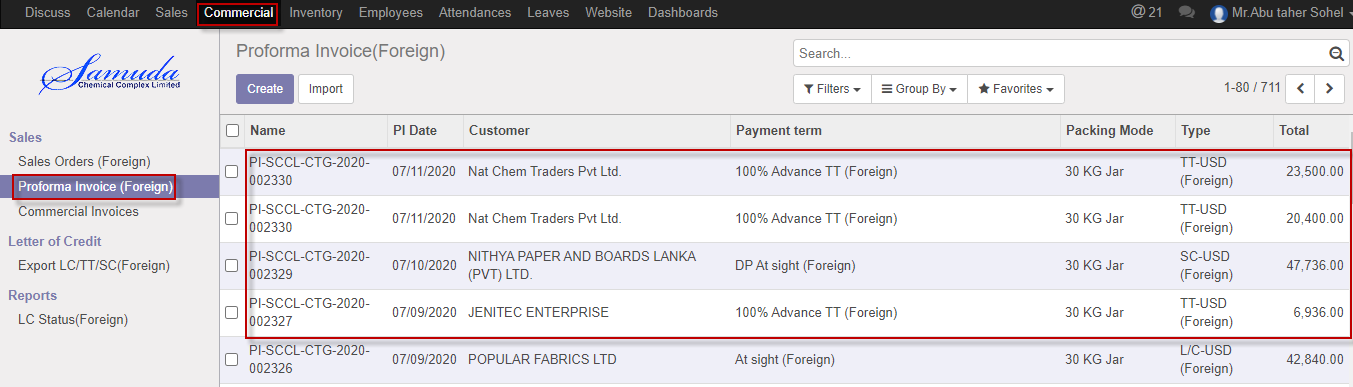 Discuss Calendar Sales Commercial Inventory Employees Attendances Leaves Website Dashboards @ 21 Mr.Abu taher Sohel
Samuda
Chemical Complex Limited
Sales
Sales Orders (Foreign)
Proforma Invoice (Foreign)
Commercial Invoices
Letter of Credit
Export LC/TT/SC(Foreign)
Reports
LC Status(Foreign)
Proforma Invoice(Foreign)
Search...
Create Import
Filters Group By Favorites 1-80 / 711
Name PI Date Customer Payment term Packing Mode Type Total
PI-SCCL-CTG-2020-
002330 07/11/2020 Nat Chem Traders Pvt Ltd. 100% Advance TT (Foreign) 30 KG Jar TT-USD
(Foreign) 23,500.00
PI-SCCL-CTG-2020-
002330 07/11/2020 Nat Chem Traders Pvt Ltd. 100% Advance TT (Foreign) 30 KG Jar TT-USD
(Foreign) 20,400.00
PI-SCCL-CTG-2020-
002329 07/10/2020 NITHYA PAPER AND BOARDS LANKA
(PVT) LTD. DP At sight (Foreign) 30 KG Jar SC-USD
(Foreign) 47,736.00
PI-SCCL-CTG-2020-
002327 07/09/2020 JENITEC ENTERPRISE 100% Advance TT (Foreign) 30 KG Jar TT-USD
(Foreign) 6,936.00
PI-SCCL-CTG-2020-
002326 07/09/2020 POPULAR FABRICS LTD At sight (Foreign) 30 KG Jar L/C-USD
(Foreign) 42,840.00